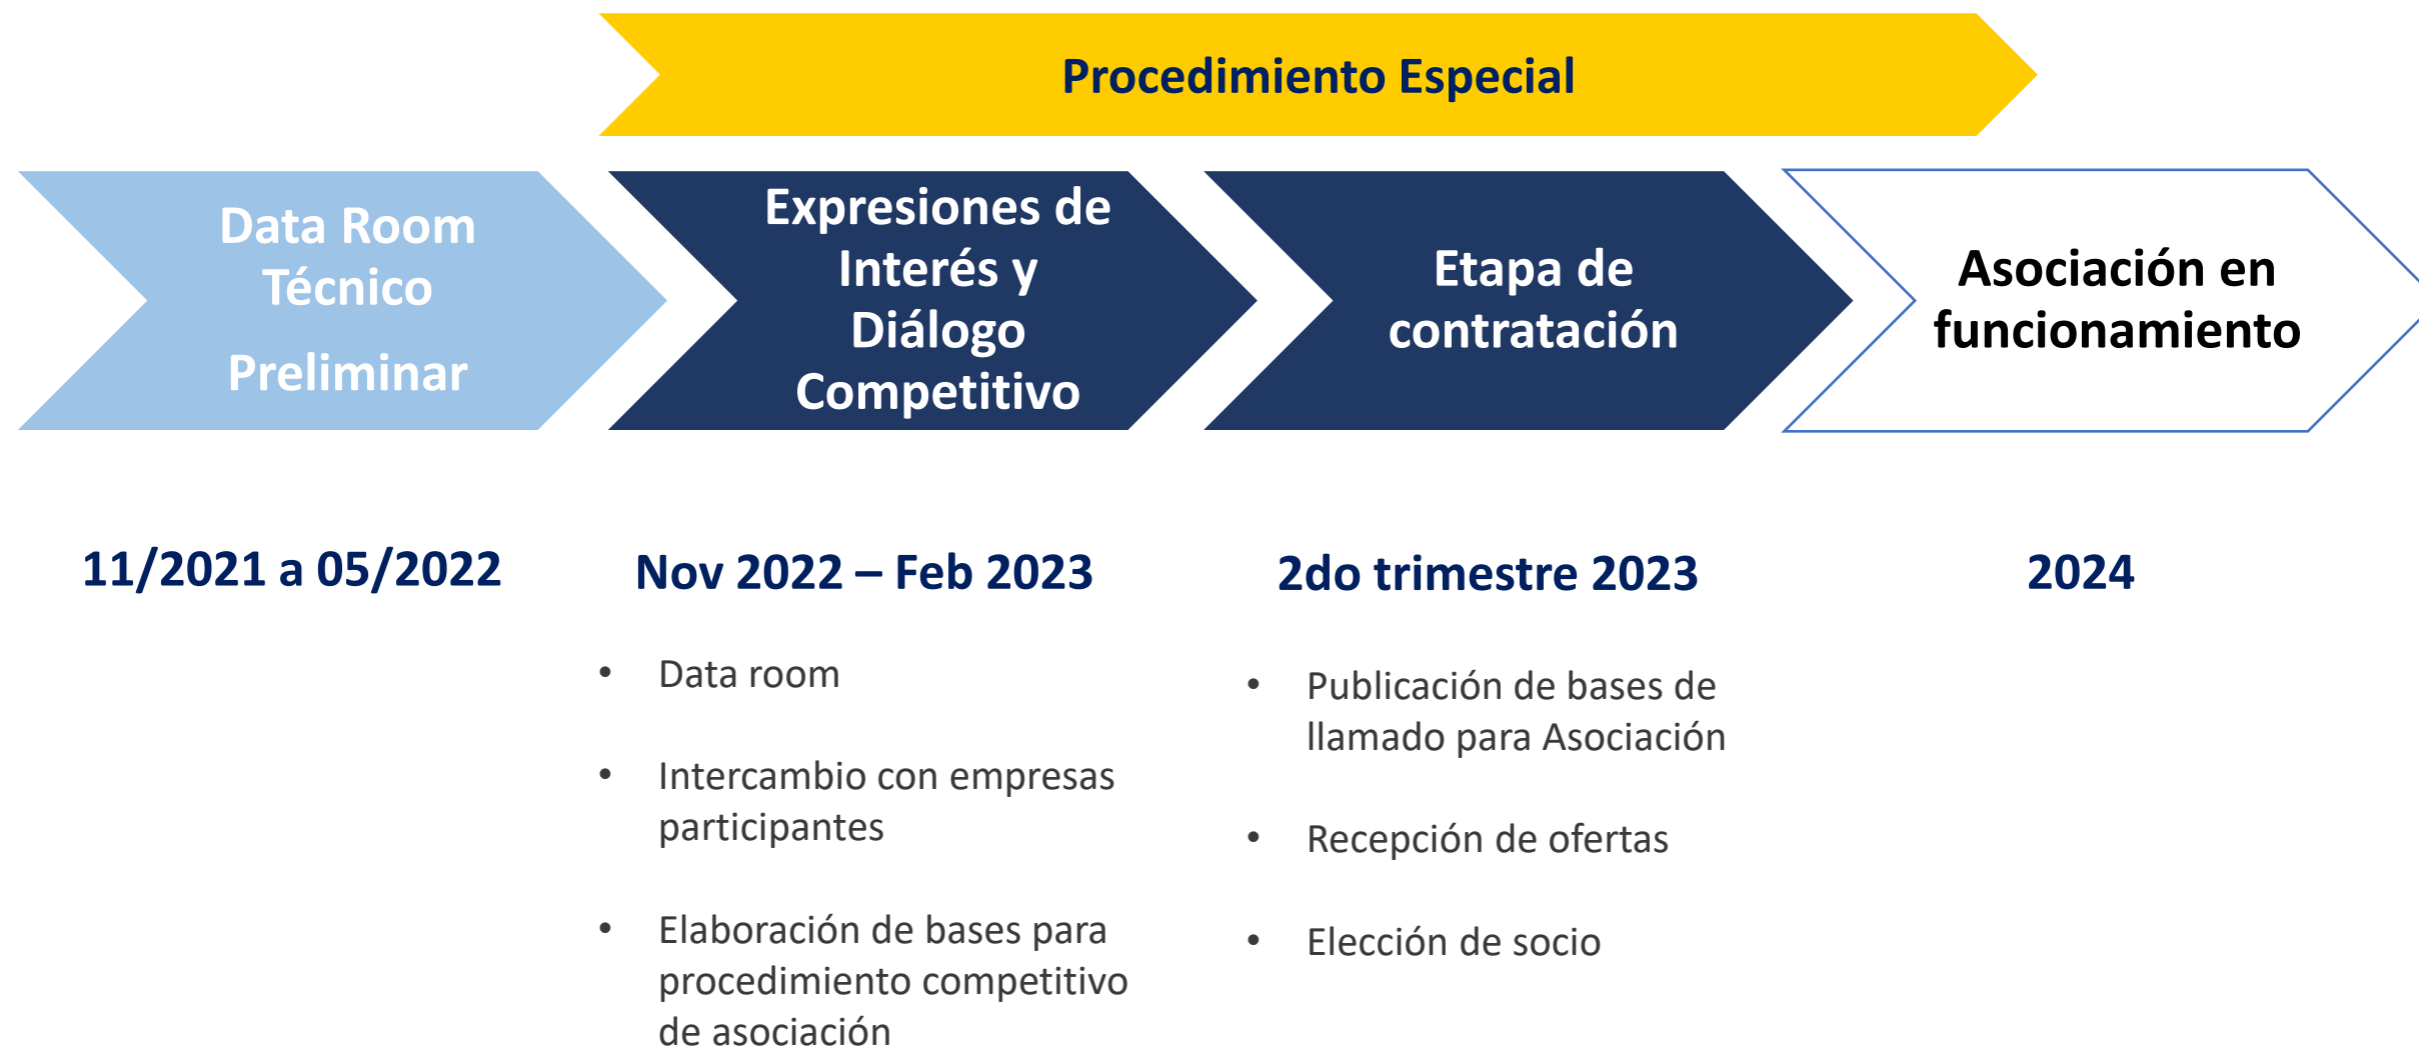 Procedimiento Especial
Data Room
Técnico
Preliminar
Expresiones de
Interés y
Diálogo
Competitivo
Etapa de
contratación
Asociación en
funcionamiento
11/2021 a 05/2022
Nov 2022 – Feb 2023
2do trimestre 2023
2024
• Data room
• Intercambio con empresas
participantes
• Elaboración de bases para
procedimiento competitivo
de asociación
• Publicación de bases de
llamado para Asociación
• Recepción de ofertas
• Elección de socio